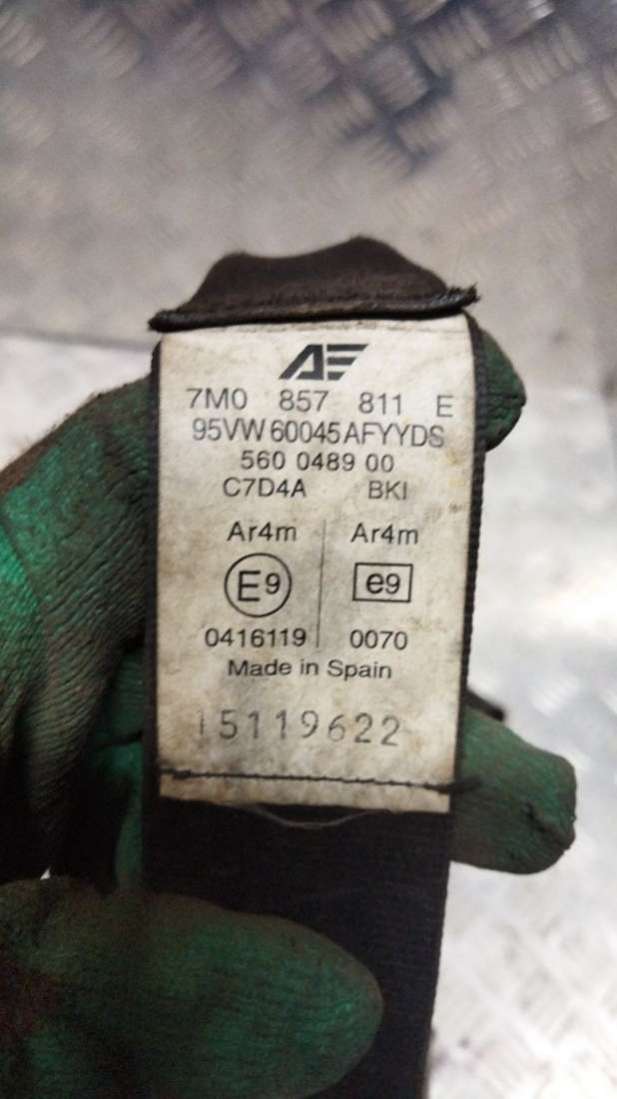 AE
7M0 857 811 E
95VW 60045 AFYYDS
560 0489 00
C7D4A BKI
Ar4m Ar4m
E9 e9
0416119 0070
Made in Spain
15119622